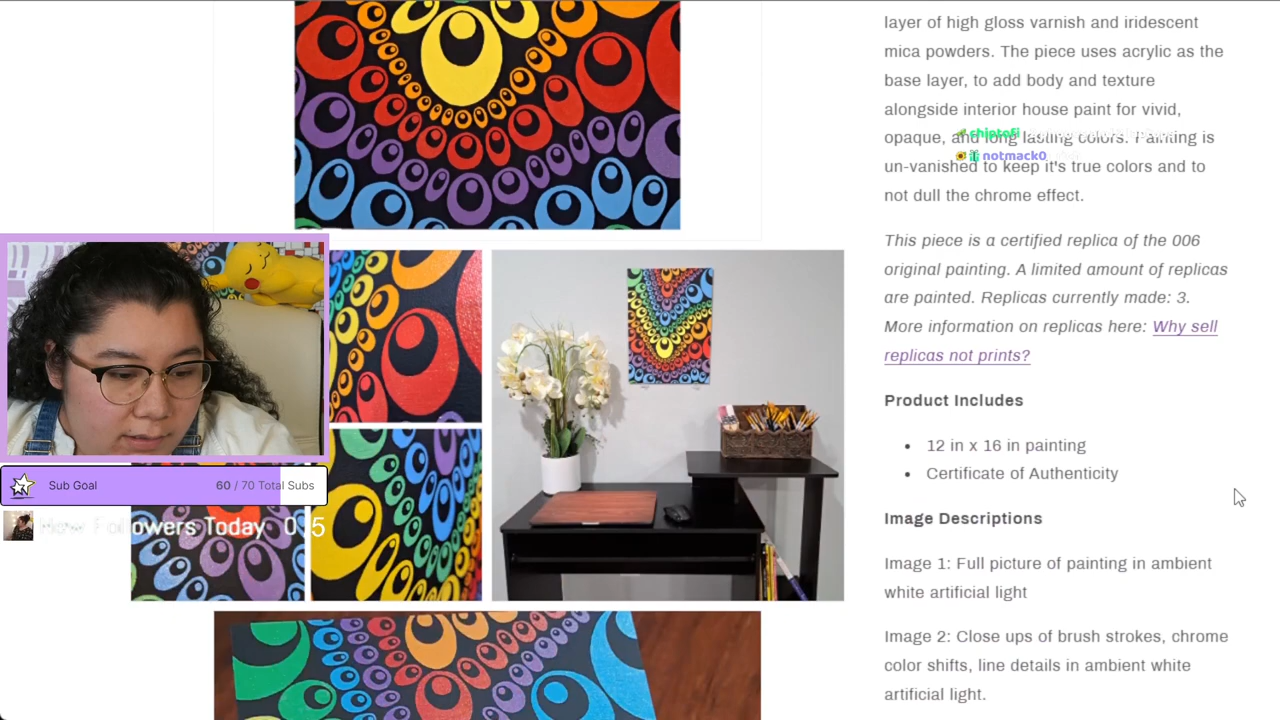 layer of high gloss varnish and iridescent
mica powders. The piece uses acrylic as the
base layer, to add body and texture
alongside interior house paint for vivid,
opaque, and long lasting colors. Painting is
chiptofi
notmack0
un-vanished to keep it's true colors and to
not dull the chrome effect.
This piece is a certified replica of the 006
original painting. A limited amount of replicas
are painted. Replicas currently made: 3.
More information on replicas here: Why sell
replicas not prints?
Product Includes
• 12 in x 16 in painting
• Certificate of Authenticity
Image Descriptions
Image 1: Full picture of painting in ambient
white artificial light
Image 2: Close ups of brush strokes, chrome
color shifts, line details in ambient white
artificial light.
Sub Goal 60 / 70 Total Subs
New Followers Today